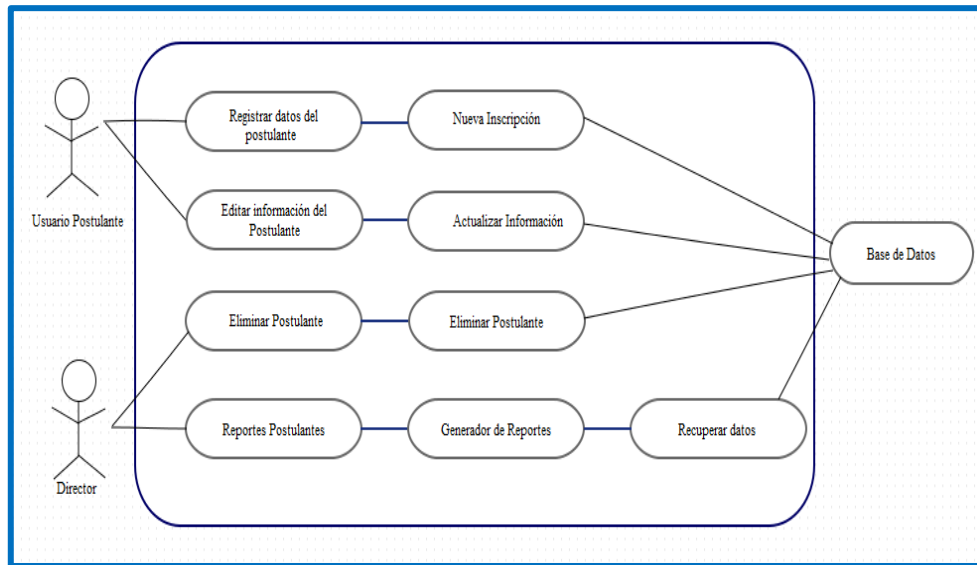 Registrar datos del
postulante
Nueva Inscripción
Usuario Postulante
Editar información del
Postulante
Actualizar Información
Base de Datos
Eliminar Postulante
Eliminar Postulante
Reportes Postulantes
Generador de Reportes
Recuperar datos
Director